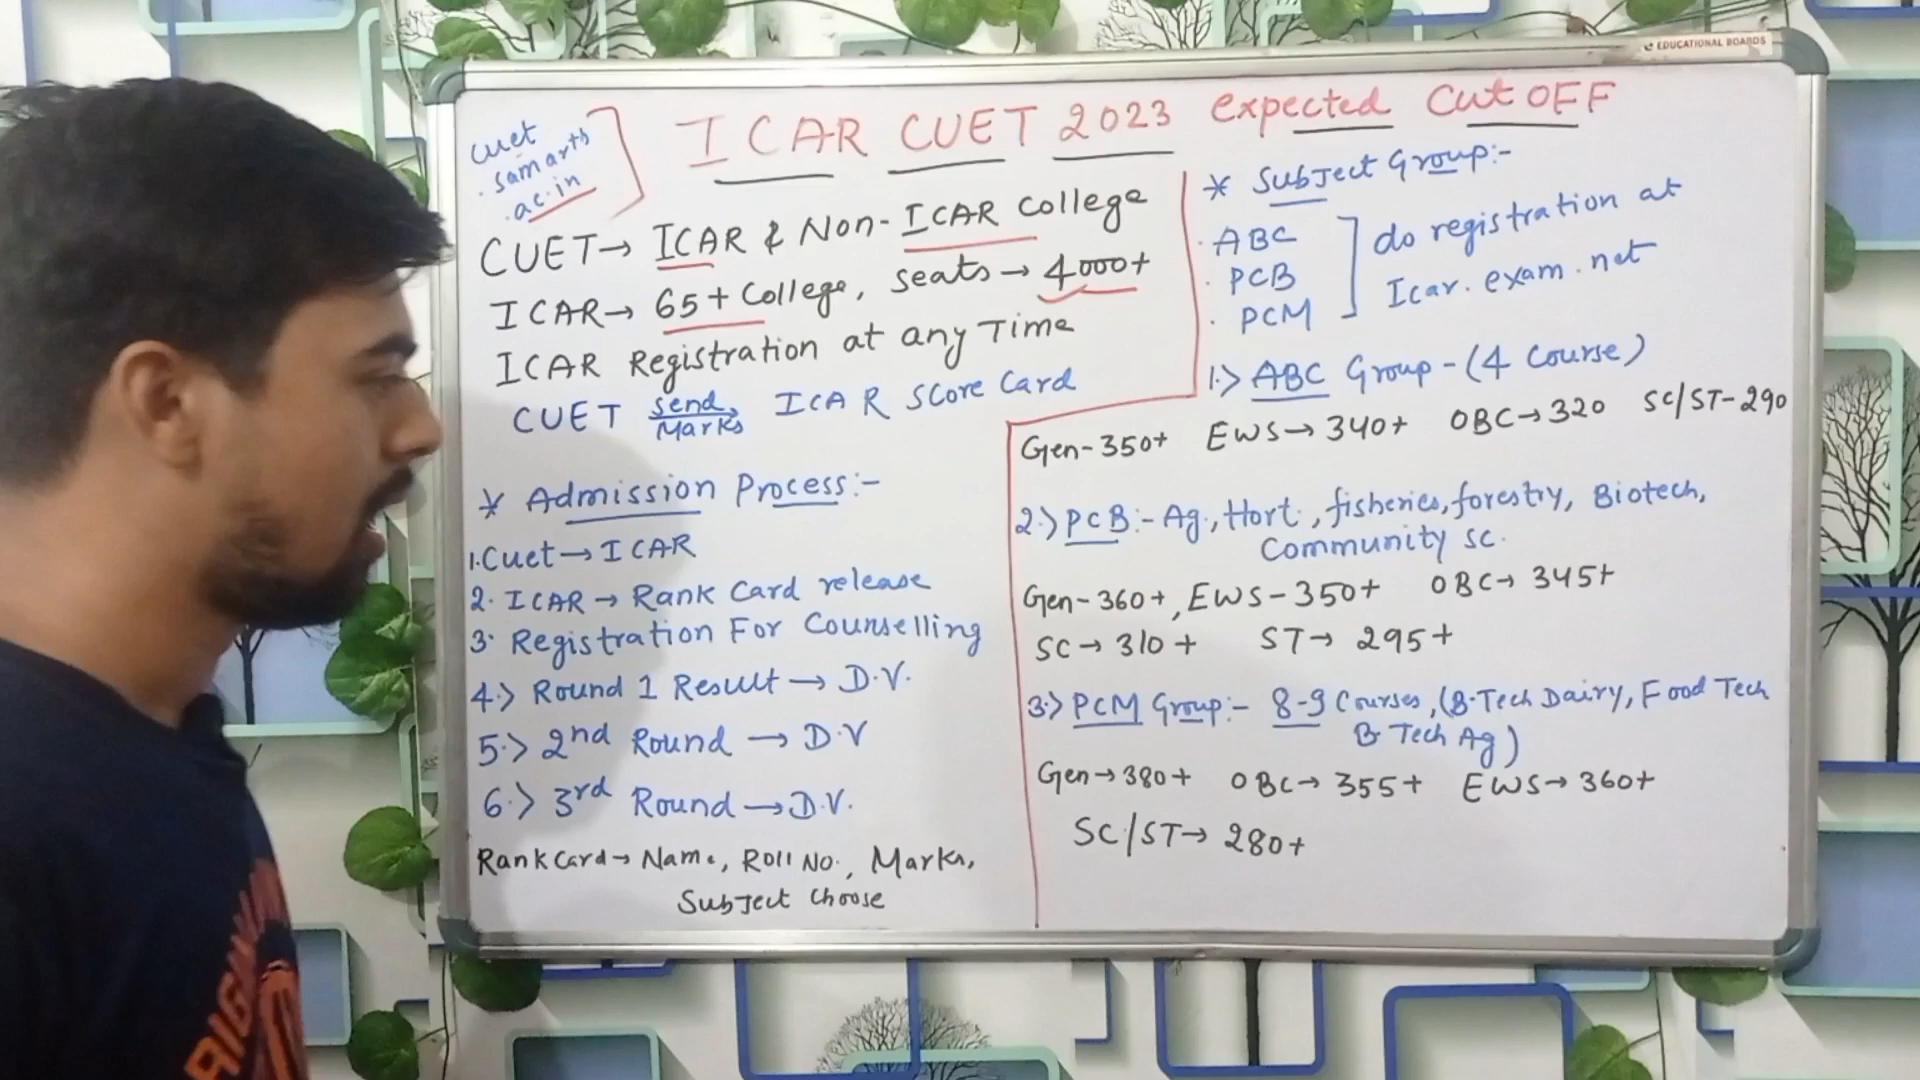 EDUCATIONAL BOARDS
ICAR CUET 2023 expected Cut OFF
cuet
.samarth
.ac.in
CUET→ ICAR & Non-ICAR College
ICAR→ 65+ College, seats→ 4000+
ICAR Registration at any Time
CUET send Marks ICAR Score Card
* Admission Process:-
1.Cuet→ICAR
2. ICAR→ Rank Card release
3. Registration For Counselling
4.> Round 1 Result → D.V.
5.> 2nd Round → D.V
6.> 3rd Round →D.V.
Rank Card→ Name, Roll No., Marks,
Subject Choose
* Subject Group:-
. ABC
. PCB
. PCM
do registration at
Icar.exam.net
1.> ABC Group - (4 Course)
Gen-350+ EWS→ 340+ OBC→320 SC/ST-290
2.> PCB:- Ag., Hort., fisheries, forestry, Biotech,
Community Sc.
Gen-360+, EWS-350+ OBC→ 345+
SC→ 310+ ST→ 295+
3.> PCM Group:- 8-9 Courses, (B.Tech Dairy, Food Tech
B.Tech Ag)
Gen→380+ OBC→ 355+ EWS→360+
SC/ST→ 280+